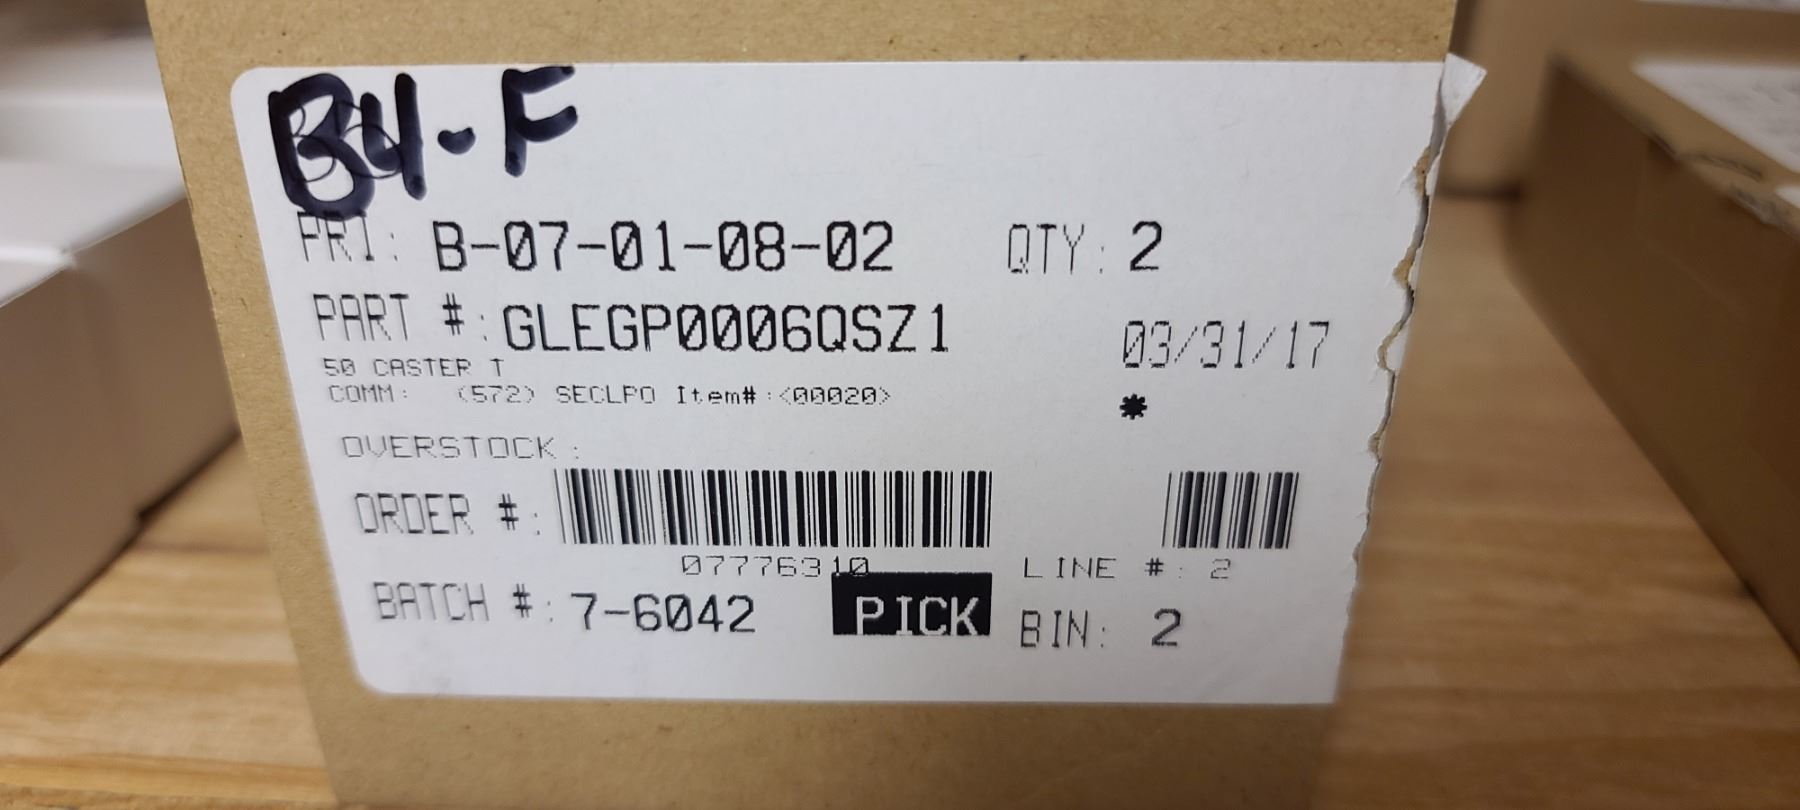 B4-F
PRI: B-07-01-08-02 QTY: 2
PART #: GLEGP0006QSZ1 03/31/17
50 CASTER T
COMM: <572> SECLPO Item#:<00020> *
OVERSTOCK:
ORDER #:
07776310 LINE #: 2
BATCH #: 7-6042 PICK BIN: 2